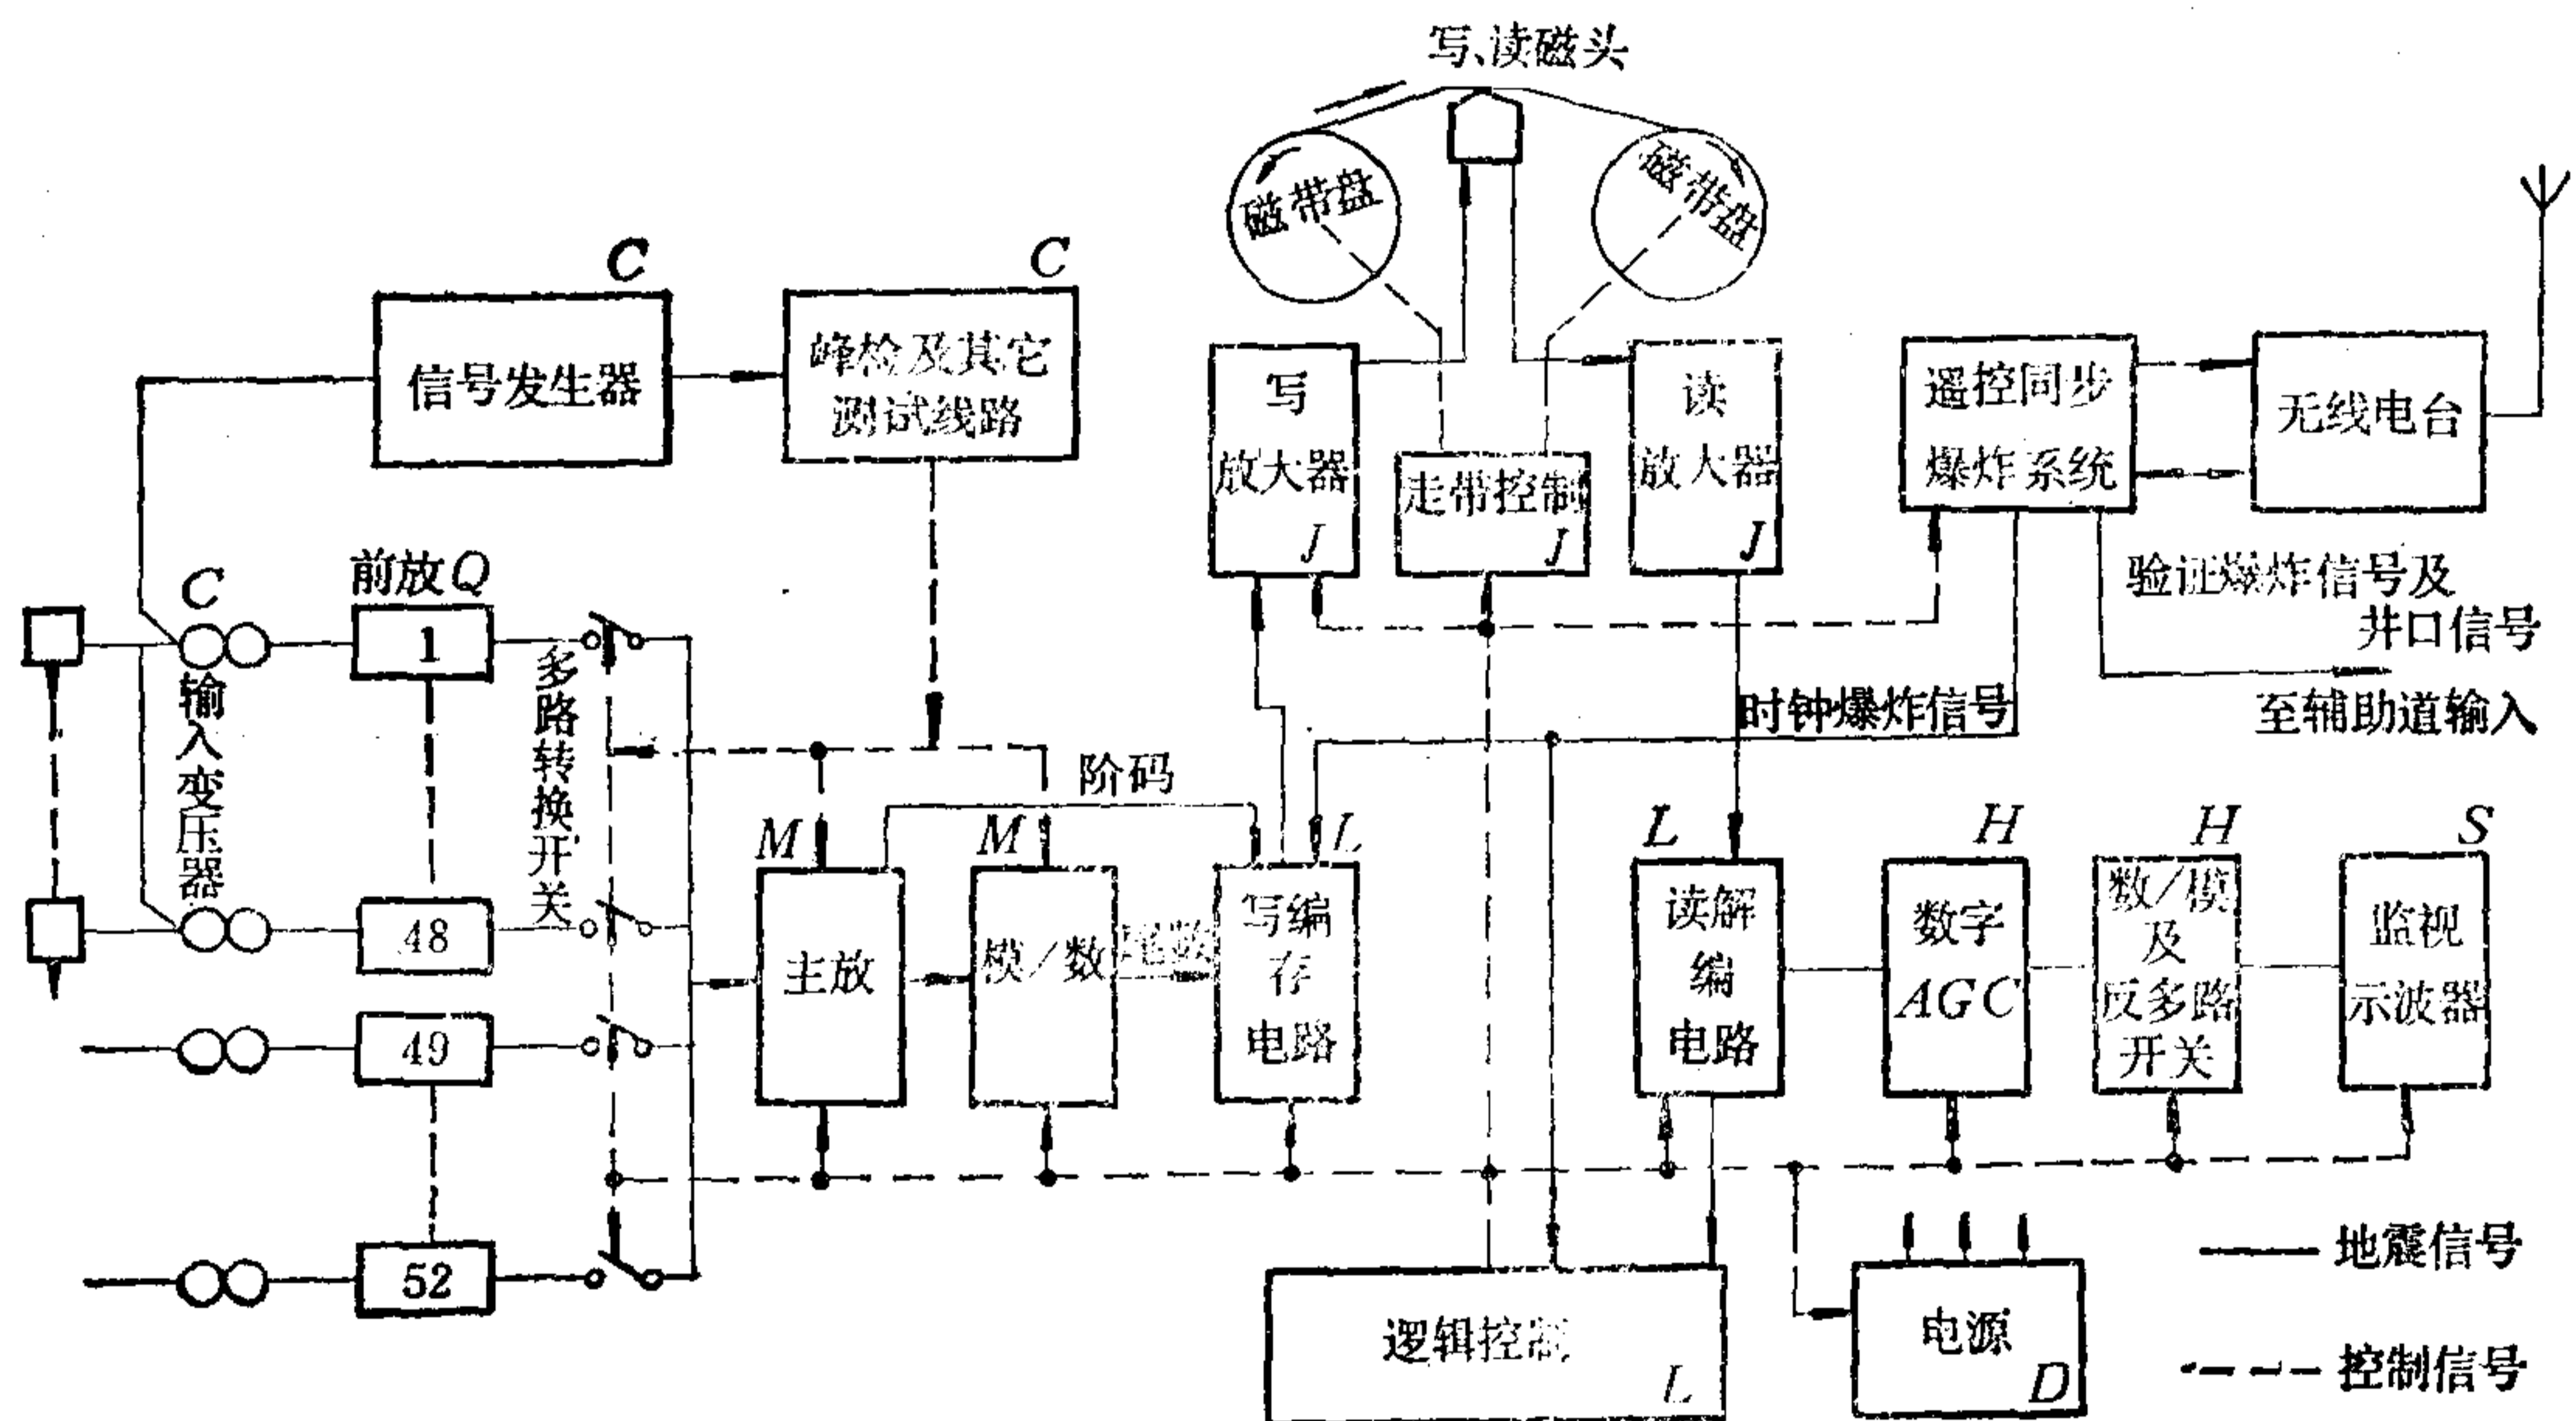 写、读磁头
磁带盘
磁带盘
C
C
信号发生器
峰检及其它
测试线路
写
放大器
J
走带控制
J
读
放大器
J
遥控同步
爆炸系统
无线电台
验证爆炸信号及
井口信号
至辅助道输入
时钟爆炸信号
C
前放Q
1
输入变压器
多路转换开关
48
49
52
阶码
M
主放
M
模/数
尾数
L
写编
存
电路
L
读解
编
电路
H
数字
AGC
H
数/模
及
反多路
开关
S
监视
示波器
逻辑控制
L
电源
D
地震信号
控制信号